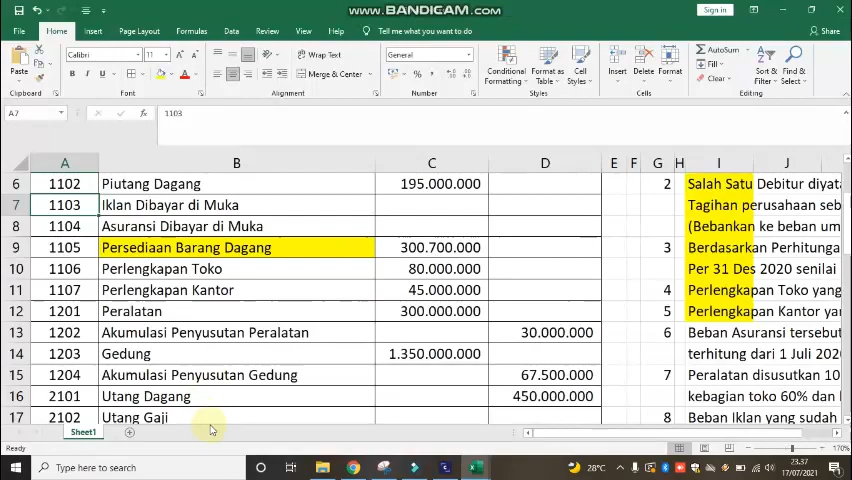 WWW.BANDICAM.COM
Sign in
File Home Insert Page Layout Formulas Data Review View Help Tell me what you want to do Share
Calibri 11 General AutoSum
Paste Wrap Text Merge & Center Conditional Formatting Format as Table Cell Styles Insert Delete Format Fill Clear Sort & Filter Find & Select
Clipboard Font Alignment Number Styles Cells Editing
A7 fx 1103
A B C D E F G H I J
6 1102 Piutang Dagang 195.000.000 2 Salah Satu Debitur diyat
7 1103 Iklan Dibayar di Muka Tagihan perusahaan seb
8 1104 Asuransi Dibayar di Muka (Bebankan ke beban um
9 1105 Persediaan Barang Dagang 300.700.000 3 Berdasarkan Perhitunga
10 1106 Perlengkapan Toko 80.000.000 Per 31 Des 2020 senilai
11 1107 Perlengkapan Kantor 45.000.000 4 Perlengkapan Toko yang
12 1201 Peralatan 300.000.000 5 Perlengkapan Kantor yar
13 1202 Akumulasi Penyusutan Peralatan 30.000.000 6 Beban Asuransi tersebut
14 1203 Gedung 1.350.000.000 terhitung dari 1 Juli 2020
15 1204 Akumulasi Penyusutan Gedung 67.500.000 7 Peralatan disusutkan 10
16 2101 Utang Dagang 450.000.000 kebagian toko 60% dan
17 2102 Utang Gaji 8 Beban Iklan yang sudah
Sheet1
Ready 170%
Type here to search 28°C 23.37
17/07/2021